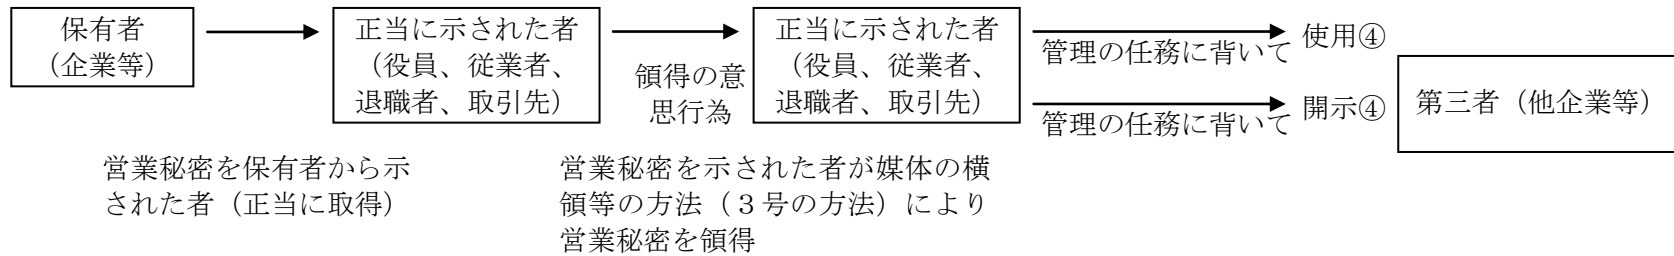 保有者
（企業等）
正当に示された者
（役員、従業者、
退職者、取引先）
領得の意
思行為
正当に示された者
（役員、従業者、
退職者、取引先）
管理の任務に背いて
使用④
管理の任務に背いて
開示④
第三者（他企業等）
営業秘密を保有者から示
された者（正当に取得）
営業秘密を示された者が媒体の横
領等の方法（３号の方法）により
営業秘密を領得